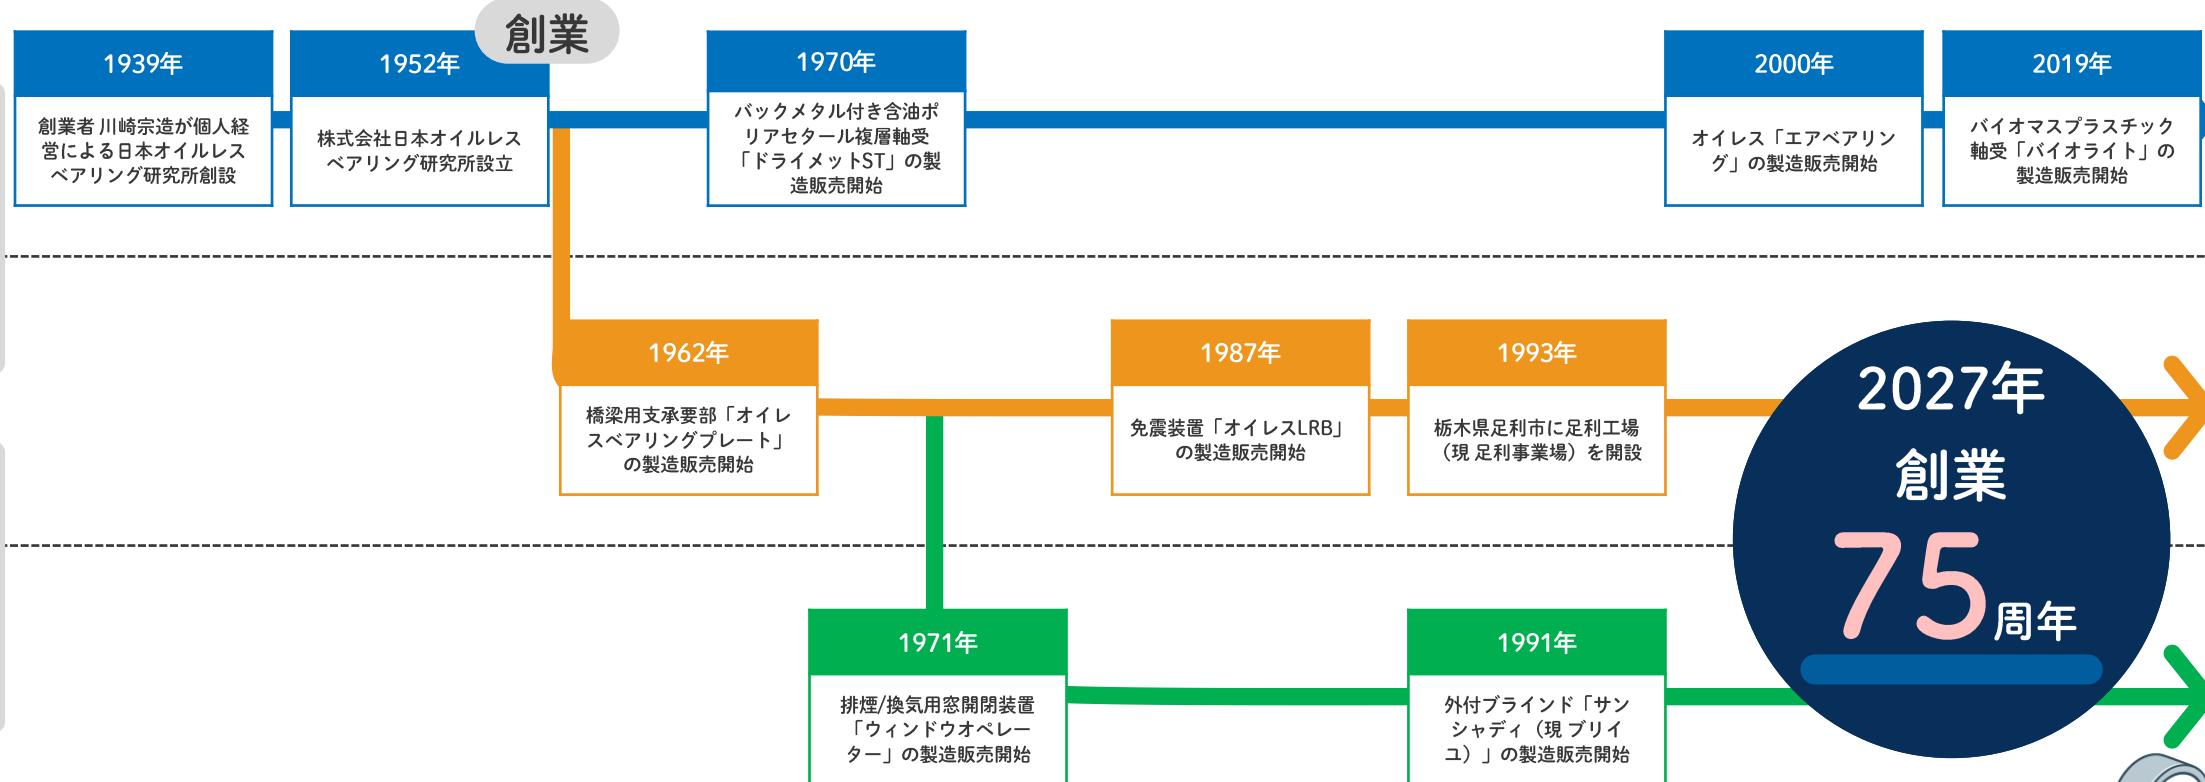 創業
1939年
創業者 川崎宗造が個人経
営による日本オイルレス
ベアリング研究所創設
1952年
株式会社日本オイルレス
ベアリング研究所設立
1970年
バックメタル付き含油ポ
リアセタール複層軸受
「ドライメットST」の製
造販売開始
2000年
オイレス「エアベアリン
グ」の製造販売開始
2019年
バイオマスプラスチック
軸受「バイオライト」の
製造販売開始
1962年
橋梁用支承要部「オイレ
スベアリングプレート」
の製造販売開始
1987年
免震装置「オイレスLRB」
の製造販売開始
1993年
栃木県足利市に足利工場
（現 足利事業場）を開設
2027年
創業
75周年
1971年
排煙/換気用窓開閉装置
「ウィンドウオペレー
ター」の製造販売開始
1991年
外付ブラインド「サン
シャディ（現 ブリイ
ユ）」の製造販売開始